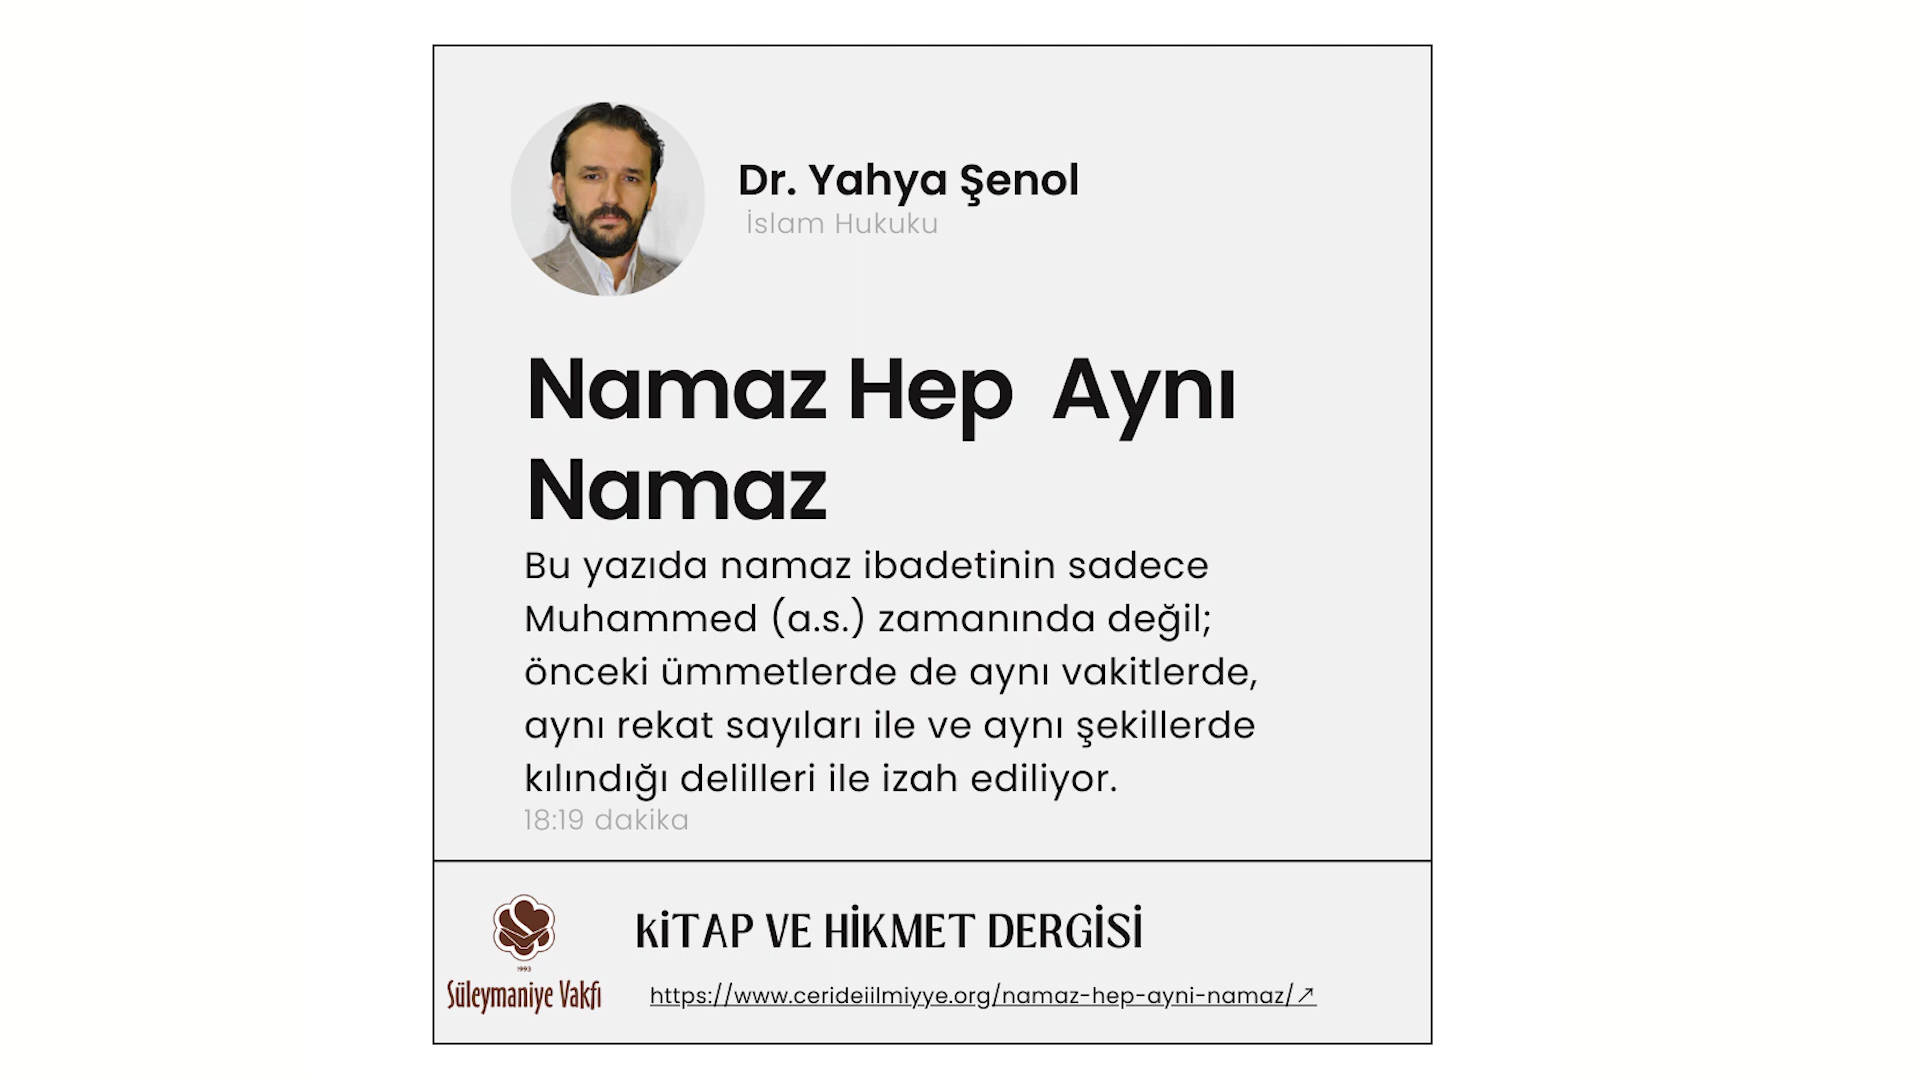 Dr. Yahya Şenol
İslam Hukuku
Namaz Hep Aynı
Namaz
Bu yazıda namaz ibadetinin sadece
Muhammed (a.s.) zamanında değil;
önceki ümmetlerde de aynı vakitlerde,
aynı rekat sayıları ile ve aynı şekillerde
kılındığı delilleri ile izah ediliyor.
18:19 dakika
KİTAP VE HİKMET DERGİSİ
1993
Süleymaniye Vakfı
https://www.cerideiilmiyye.org/namaz-hep-ayni-namaz/↗